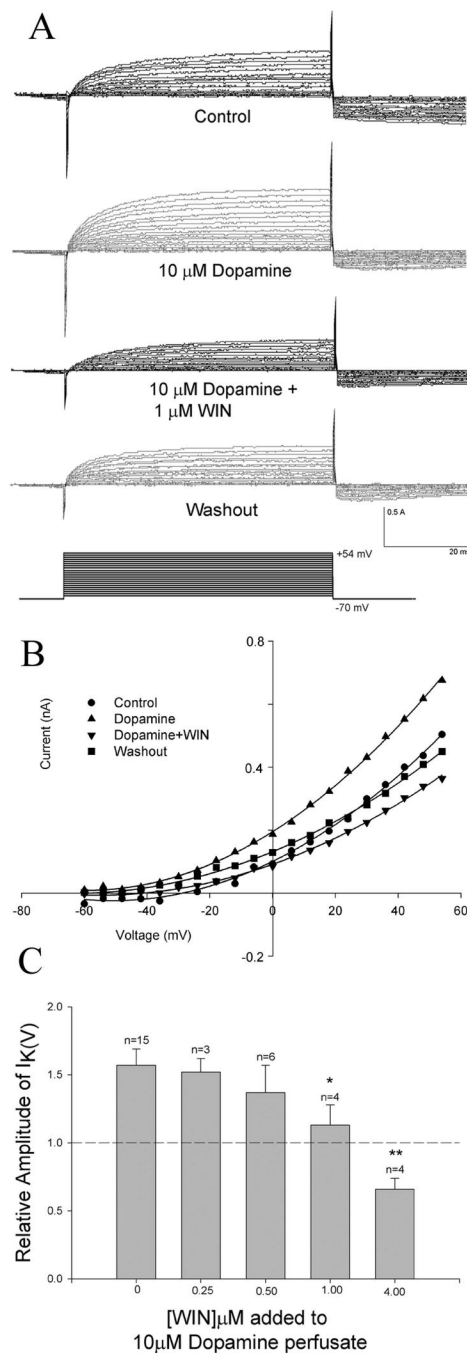 A
Control
10 μM Dopamine
10 μM Dopamine +
1 μM WIN
Washout
0.5 A
20 ms
+54 mV
-70 mV
B
0.8
0.4
-0.2
Current (nA)
Control
Dopamine
Dopamine+WIN
Washout
-80 -60 -40 -20 0 20 40 60
Voltage (mV)
C
2.0
1.5
1.0
0.5
0.0
Relative Amplitude of IK(V)
n=15
n=3
n=6
*
n=4
**
n=4
0 0.25 0.50 1.00 4.00
[WIN]μM added to
10μM Dopamine perfusate